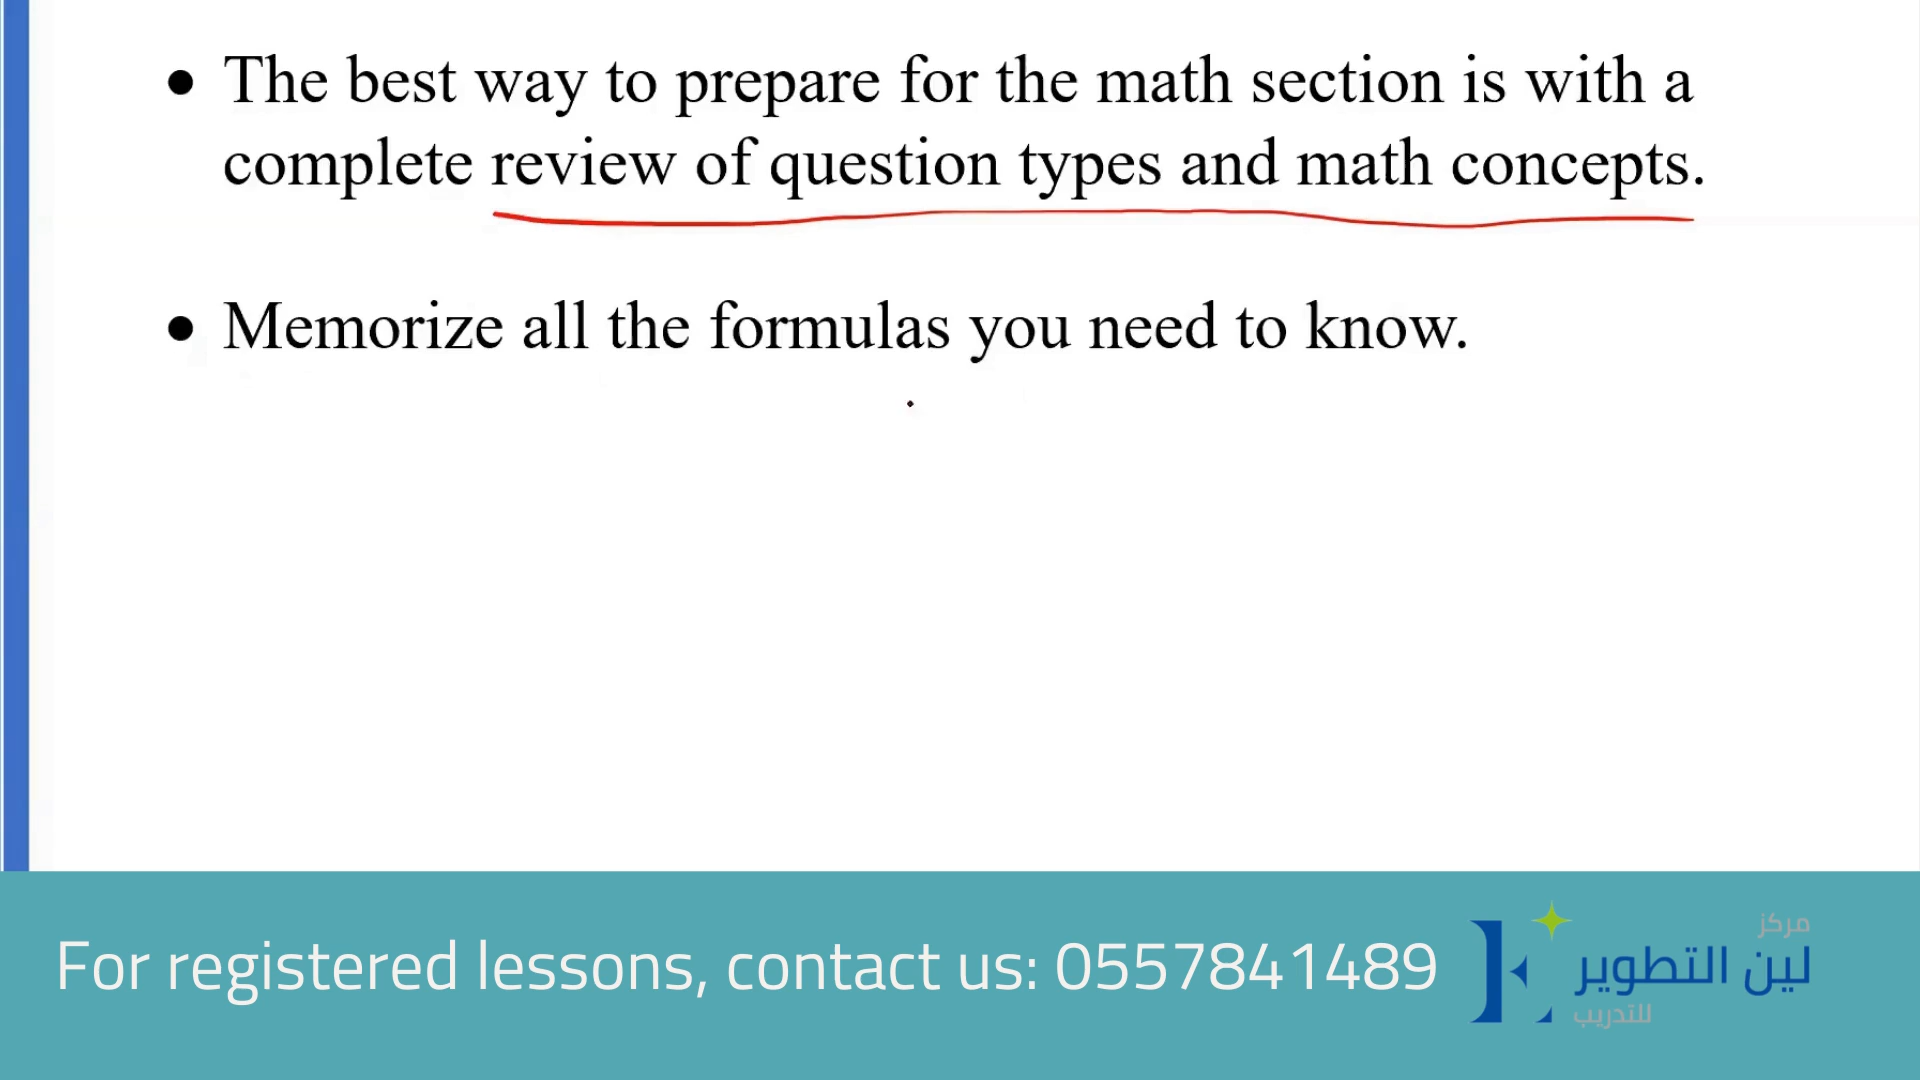 • The best way to prepare for the math section is with a
complete review of question types and math concepts.
• Memorize all the formulas you need to know.
For registered lessons, contact us: 0557841489
مركز
لين التطوير
للتدريب